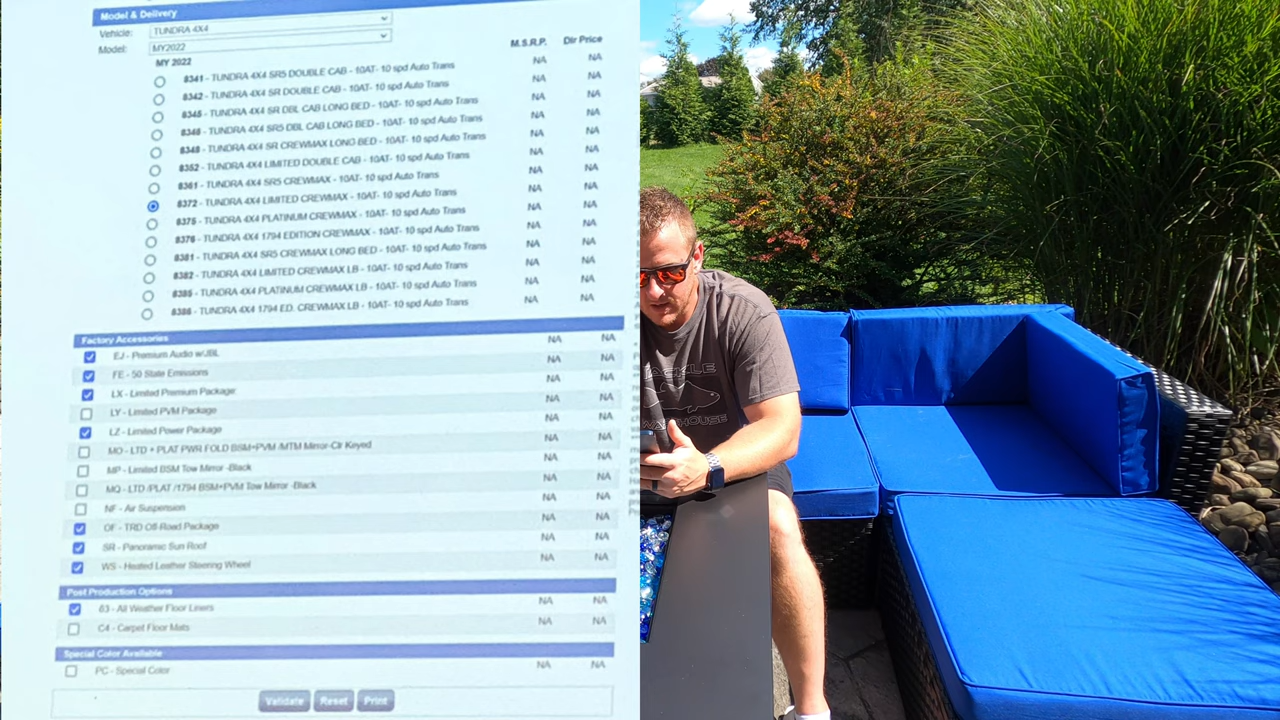 Model & Delivery
Vehicle: TUNDRA 4X4
Model: MY2022
MY 2022 M.S.R.P. Dlr Price
8341 - TUNDRA 4X4 SR5 DOUBLE CAB - 10AT- 10 spd Auto Trans NA NA
8342 - TUNDRA 4X4 SR DOUBLE CAB - 10AT- 10 spd Auto Trans NA NA
8345 - TUNDRA 4X4 SR DBL CAB LONG BED - 10AT- 10 spd Auto Trans NA NA
8346 - TUNDRA 4X4 SR5 DBL CAB LONG BED - 10AT- 10 spd Auto Trans NA NA
8348 - TUNDRA 4X4 SR CREWMAX LONG BED - 10AT- 10 spd Auto Trans NA NA
8352 - TUNDRA 4X4 LIMITED DOUBLE CAB - 10AT- 10 spd Auto Trans NA NA
8361 - TUNDRA 4X4 SR5 CREWMAX - 10AT- 10 spd Auto Trans NA NA
8372 - TUNDRA 4X4 LIMITED CREWMAX - 10AT- 10 spd Auto Trans NA NA
8375 - TUNDRA 4X4 PLATINUM CREWMAX - 10AT- 10 spd Auto Trans NA NA
8376 - TUNDRA 4X4 1794 EDITION CREWMAX - 10AT- 10 spd Auto Trans NA NA
8381 - TUNDRA 4X4 SR5 CREWMAX LONG BED - 10AT- 10 spd Auto Trans NA NA
8382 - TUNDRA 4X4 LIMITED CREWMAX LB - 10AT- 10 spd Auto Trans NA NA
8385 - TUNDRA 4X4 PLATINUM CREWMAX LB - 10AT- 10 spd Auto Trans NA NA
8386 - TUNDRA 4X4 1794 ED. CREWMAX LB - 10AT- 10 spd Auto Trans NA NA
Factory Accessories
EJ - Premium Audio w/JBL NA NA
FE - 50 State Emissions NA NA
LX - Limited Premium Package NA NA
LY - Limited PVM Package NA NA
LZ - Limited Power Package NA NA
MO - LTD + PLAT PWR FOLD BSM+PVM /MTM Mirror-Clr Keyed NA NA
MP - Limited BSM Tow Mirror -Black NA NA
MQ - LTD /PLAT /1794 BSM+PVM Tow Mirror -Black NA NA
NF - Air Suspension NA NA
OF - TRD Off-Road Package NA NA
SR - Panoramic Sun Roof NA NA
WS - Heated Leather Steering Wheel NA NA
Post Production Options
63 - All Weather Floor Liners NA NA
C4 - Carpet Floor Mats NA NA
Special Color Available
PC - Special Color NA NA
Validate Reset Print
TACKLE
WAREHOUSE